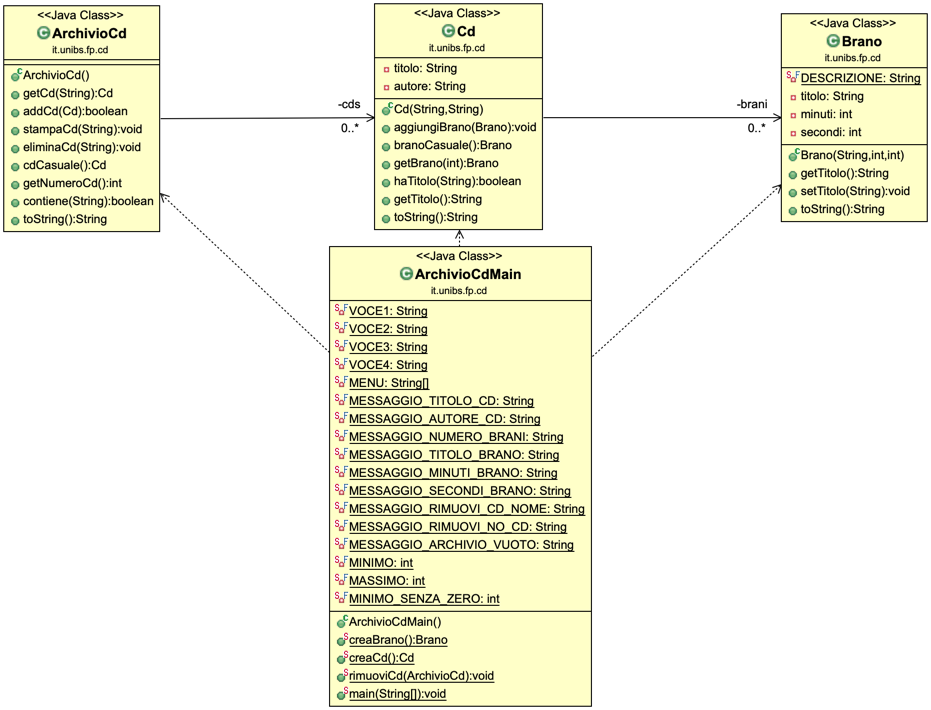 <<Java Class>>
ArchivioCd
it.unibs.fp.cd
ArchivioCd()
getCd(String):Cd
addCd(Cd):boolean
stampaCd(String):void
eliminaCd(String):void
cdCasuale():Cd
getNumeroCd():int
contiene(String):boolean
toString():String
-cds
0..*
<<Java Class>>
Cd
it.unibs.fp.cd
titolo: String
autore: String
Cd(String,String)
aggiungiBrano(Brano):void
branoCasuale():Brano
getBrano(int):Brano
haTitolo(String):boolean
getTitolo():String
toString():String
-brani
0..*
<<Java Class>>
Brano
it.unibs.fp.cd
DESCRIZIONE: String
titolo: String
minuti: int
secondi: int
Brano(String,int,int)
getTitolo():String
setTitolo(String):void
toString():String
<<Java Class>>
ArchivioCdMain
it.unibs.fp.cd
VOCE1: String
VOCE2: String
VOCE3: String
VOCE4: String
MENU: String[]
MESSAGGIO_TITOLO_CD: String
MESSAGGIO_AUTORE_CD: String
MESSAGGIO_NUMERO_BRANI: String
MESSAGGIO_TITOLO_BRANO: String
MESSAGGIO_MINUTI_BRANO: String
MESSAGGIO_SECONDI_BRANO: String
MESSAGGIO_RIMUOVI_CD_NOME: String
MESSAGGIO_RIMUOVI_NO_CD: String
MESSAGGIO_ARCHIVIO_VUOTO: String
MINIMO: int
MASSIMO: int
MINIMO_SENZA_ZERO: int
ArchivioCdMain()
creaBrano():Brano
creaCd():Cd
rimuoviCd(ArchivioCd):void
main(String[]):void